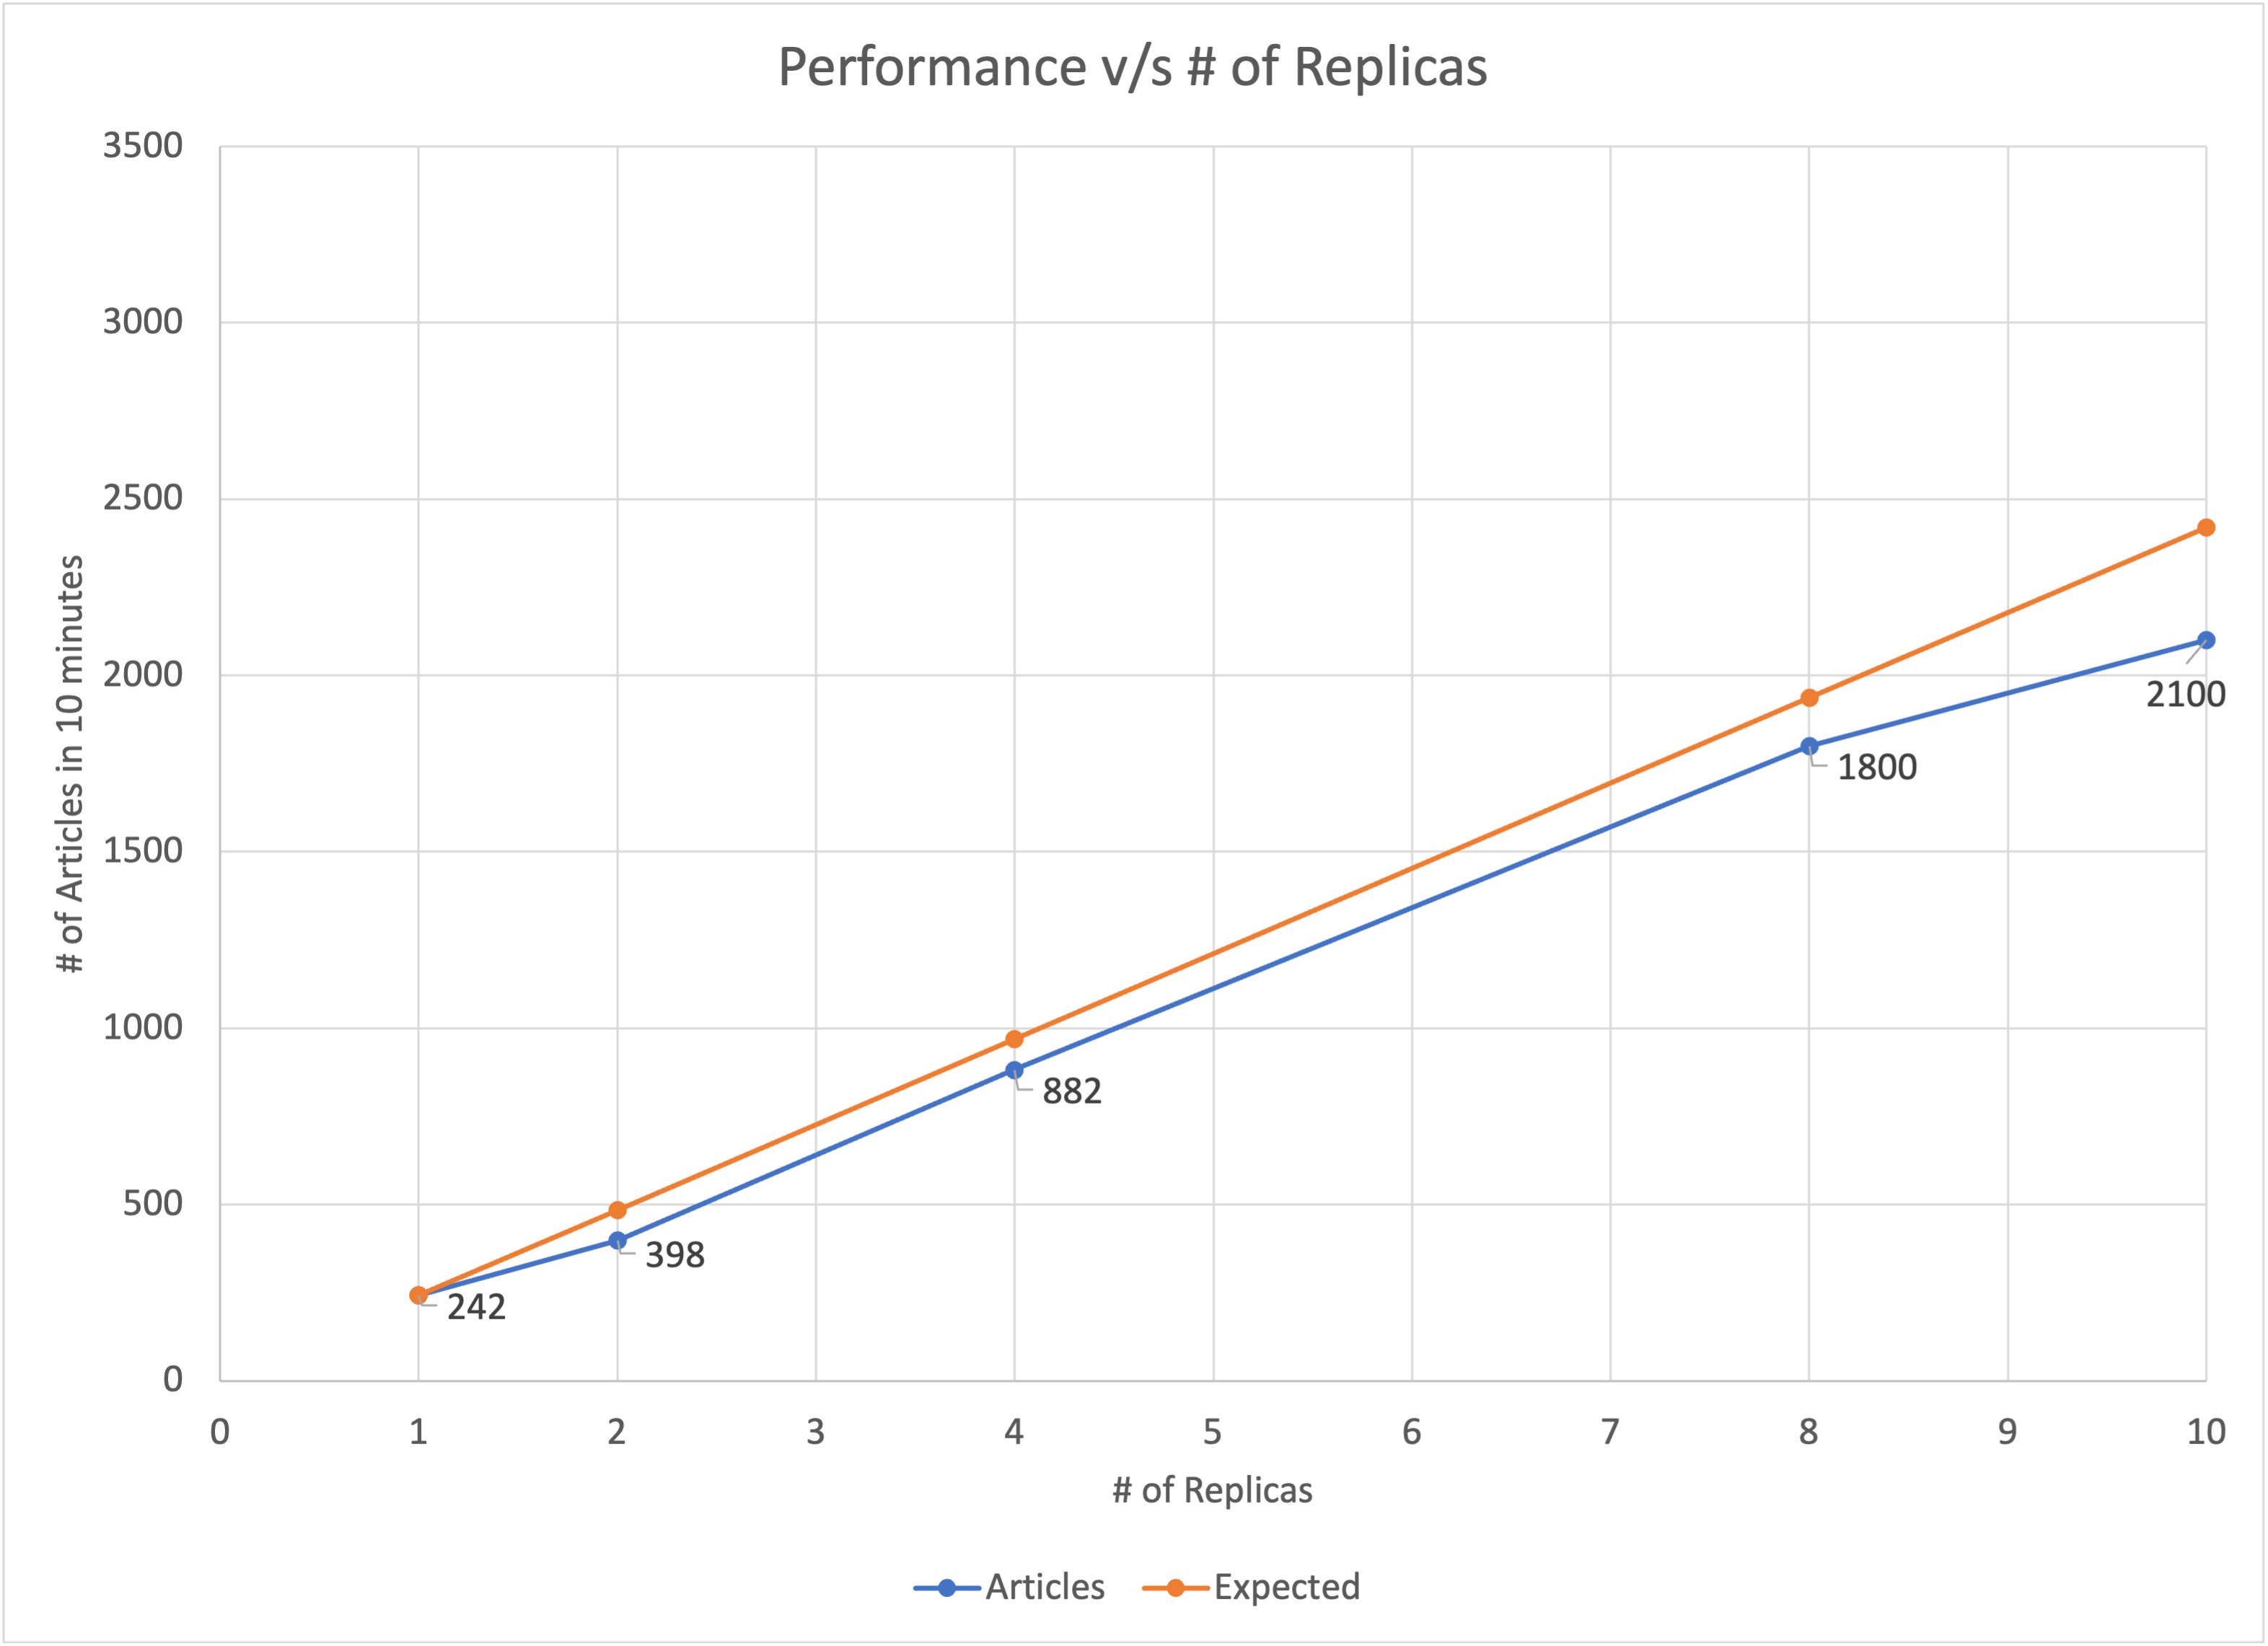 Performance v/s # of Replicas
3500
3000
2500
2000
1500
1000
500
0
# of Articles in 10 minutes
242
398
882
1800
2100
0 1 2 3 4 5 6 7 8 9 10
# of Replicas
Articles Expected